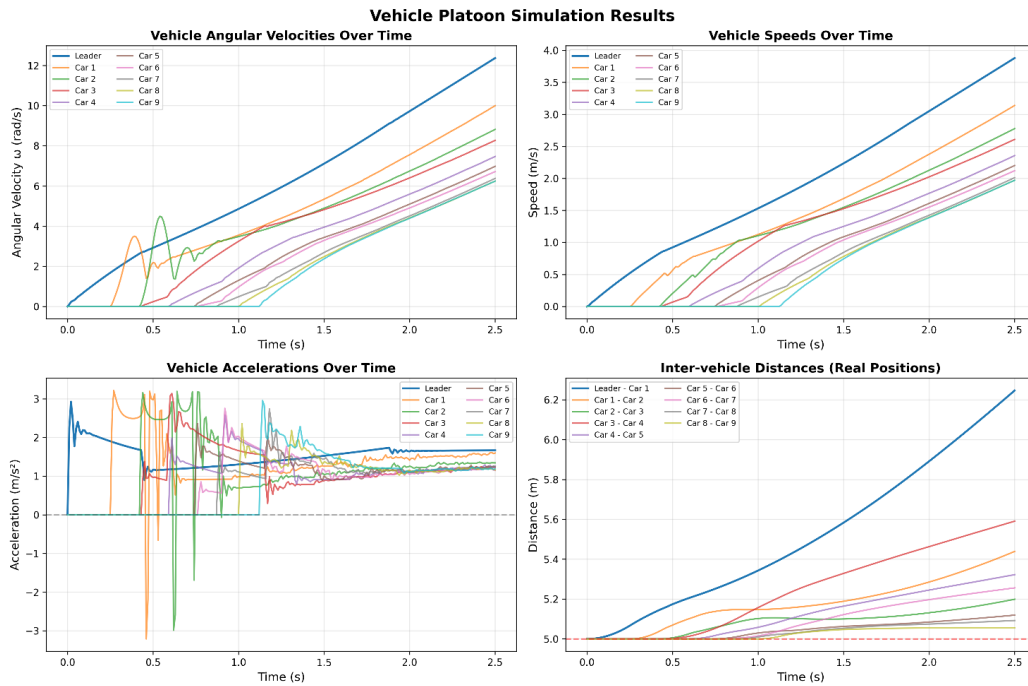 Vehicle Platoon Simulation Results
Vehicle Angular Velocities Over Time
Leader
Car 1
Car 2
Car 3
Car 4
Car 5
Car 6
Car 7
Car 8
Car 9
Angular Velocity ω (rad/s)
12
10
8
6
4
2
0
0.0 0.5 1.0 1.5 2.0 2.5
Time (s)
Vehicle Speeds Over Time
Leader
Car 1
Car 2
Car 3
Car 4
Car 5
Car 6
Car 7
Car 8
Car 9
Speed (m/s)
4.0
3.5
3.0
2.5
2.0
1.5
1.0
0.5
0.0
0.0 0.5 1.0 1.5 2.0 2.5
Time (s)
Vehicle Accelerations Over Time
Leader
Car 1
Car 2
Car 3
Car 4
Car 5
Car 6
Car 7
Car 8
Car 9
Acceleration (m/s²)
3
2
1
0
−1
−2
−3
0.0 0.5 1.0 1.5 2.0 2.5
Time (s)
Inter-vehicle Distances (Real Positions)
Leader - Car 1
Car 1 - Car 2
Car 2 - Car 3
Car 3 - Car 4
Car 4 - Car 5
Car 5 - Car 6
Car 6 - Car 7
Car 7 - Car 8
Car 8 - Car 9
Distance (m)
6.2
6.0
5.8
5.6
5.4
5.2
5.0
0.0 0.5 1.0 1.5 2.0 2.5
Time (s)